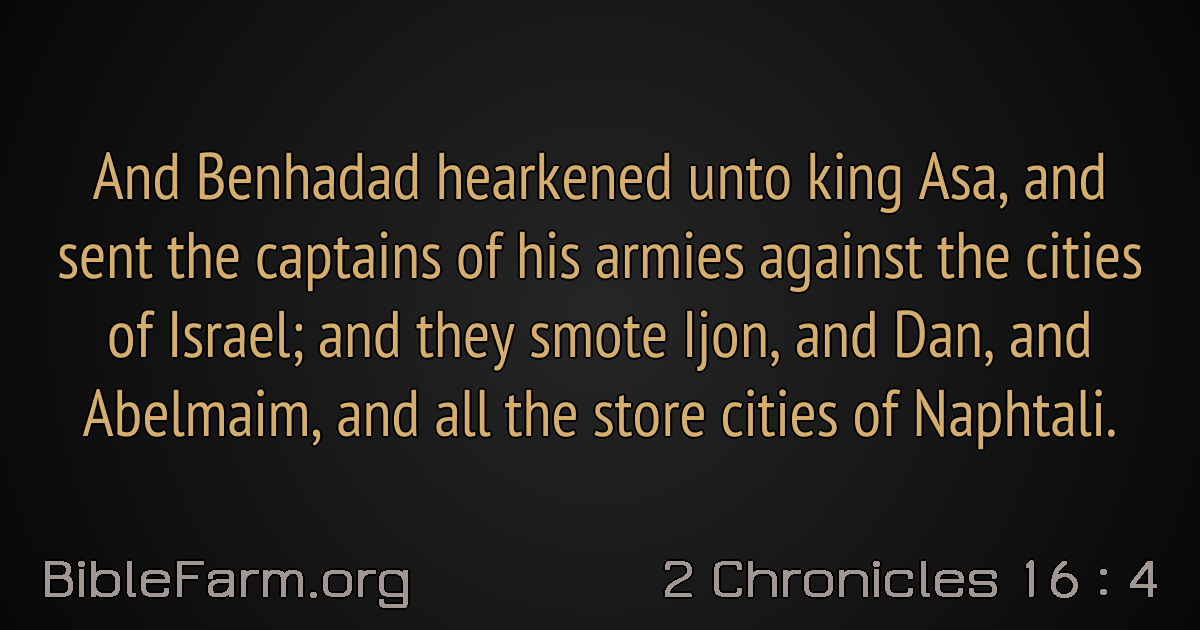 And Benhadad hearkened unto king Asa, and
sent the captains of his armies against the cities
of Israel; and they smote Ijon, and Dan, and
Abelmaim, and all the store cities of Naphtali.
BibleFarm.org
2 Chronicles 16 : 4